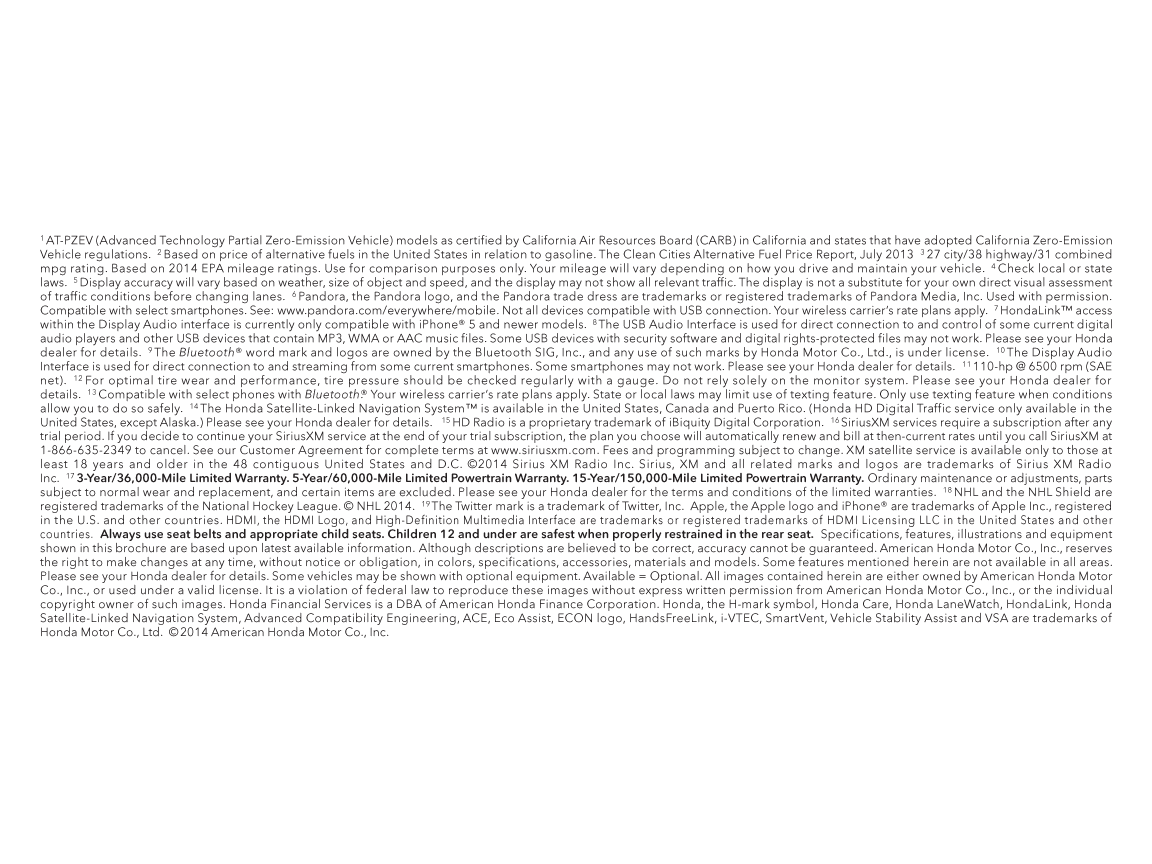 1 AT-PZEV (Advanced Technology Partial Zero-Emission Vehicle) models as certified by California Air Resources Board (CARB) in California and states that have adopted California Zero-Emission
Vehicle regulations. 2 Based on price of alternative fuels in the United States in relation to gasoline. The Clean Cities Alternative Fuel Price Report, July 2013 3 27 city/38 highway/31 combined
mpg rating. Based on 2014 EPA mileage ratings. Use for comparison purposes only. Your mileage will vary depending on how you drive and maintain your vehicle. 4 Check local or state
laws. 5 Display accuracy will vary based on weather, size of object and speed, and the display may not show all relevant traffic. The display is not a substitute for your own direct visual assessment
of traffic conditions before changing lanes. 6 Pandora, the Pandora logo, and the Pandora trade dress are trademarks or registered trademarks of Pandora Media, Inc. Used with permission.
Compatible with select smartphones. See: www.pandora.com/everywhere/mobile. Not all devices compatible with USB connection. Your wireless carrier's rate plans apply. 7 HondaLink™ access
within the Display Audio interface is currently only compatible with iPhone® 5 and newer models. 8 The USB Audio Interface is used for direct connection to and control of some current digital
audio players and other USB devices that contain MP3, WMA or AAC music files. Some USB devices with security software and digital rights-protected files may not work. Please see your Honda
dealer for details. 9 The Bluetooth® word mark and logos are owned by the Bluetooth SIG, Inc., and any use of such marks by Honda Motor Co., Ltd., is under license. 10 The Display Audio
Interface is used for direct connection to and streaming from some current smartphones. Some smartphones may not work. Please see your Honda dealer for details. 11 110-hp @ 6500 rpm (SAE
net). 12 For optimal tire wear and performance, tire pressure should be checked regularly with a gauge. Do not rely solely on the monitor system. Please see your Honda dealer for
details. 13 Compatible with select phones with Bluetooth.® Your wireless carrier's rate plans apply. State or local laws may limit use of texting feature. Only use texting feature when conditions
allow you to do so safely. 14 The Honda Satellite-Linked Navigation System™ is available in the United States, Canada and Puerto Rico. (Honda HD Digital Traffic service only available in the
United States, except Alaska.) Please see your Honda dealer for details. 15 HD Radio is a proprietary trademark of iBiquity Digital Corporation. 16 SiriusXM services require a subscription after any
trial period. If you decide to continue your SiriusXM service at the end of your trial subscription, the plan you choose will automatically renew and bill at then-current rates until you call SiriusXM at
1-866-635-2349 to cancel. See our Customer Agreement for complete terms at www.siriusxm.com. Fees and programming subject to change. XM satellite service is available only to those at
least 18 years and older in the 48 contiguous United States and D.C. ©2014 Sirius XM Radio Inc. Sirius, XM and all related marks and logos are trademarks of Sirius XM Radio
Inc. 17 3-Year/36,000-Mile Limited Warranty. 5-Year/60,000-Mile Limited Powertrain Warranty. 15-Year/150,000-Mile Limited Powertrain Warranty. Ordinary maintenance or adjustments, parts
subject to normal wear and replacement, and certain items are excluded. Please see your Honda dealer for the terms and conditions of the limited warranties. 18 NHL and the NHL Shield are
registered trademarks of the National Hockey League. © NHL 2014. 19 The Twitter mark is a trademark of Twitter, Inc. Apple, the Apple logo and iPhone® are trademarks of Apple Inc., registered
in the U.S. and other countries. HDMI, the HDMI Logo, and High-Definition Multimedia Interface are trademarks or registered trademarks of HDMI Licensing LLC in the United States and other
countries. Always use seat belts and appropriate child seats. Children 12 and under are safest when properly restrained in the rear seat. Specifications, features, illustrations and equipment
shown in this brochure are based upon latest available information. Although descriptions are believed to be correct, accuracy cannot be guaranteed. American Honda Motor Co., Inc., reserves
the right to make changes at any time, without notice or obligation, in colors, specifications, accessories, materials and models. Some features mentioned herein are not available in all areas.
Please see your Honda dealer for details. Some vehicles may be shown with optional equipment. Available = Optional. All images contained herein are either owned by American Honda Motor
Co., Inc., or used under a valid license. It is a violation of federal law to reproduce these images without express written permission from American Honda Motor Co., Inc., or the individual
copyright owner of such images. Honda Financial Services is a DBA of American Honda Finance Corporation. Honda, the H-mark symbol, Honda Care, Honda LaneWatch, HondaLink, Honda
Satellite-Linked Navigation System, Advanced Compatibility Engineering, ACE, Eco Assist, ECON logo, HandsFreeLink, i-VTEC, SmartVent, Vehicle Stability Assist and VSA are trademarks of
Honda Motor Co., Ltd. ©2014 American Honda Motor Co., Inc.